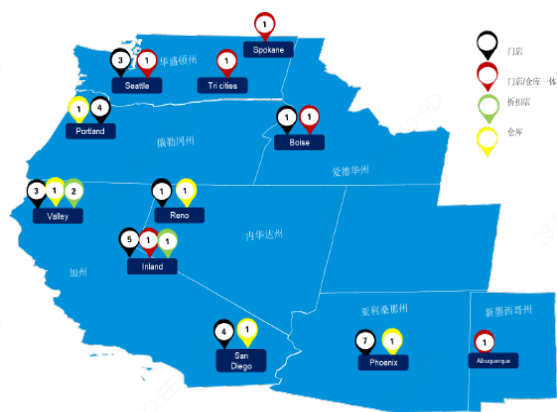 1
Spokane
华盛顿州
3
1
1
Seattle
Tri cities
门店
门店/仓库一体
折扣店
仓库
1
4
Portland
俄勒冈州
1
1
Boise
爱德华州
3
1
2
Valley
1
1
Reno
内华达州
5
1
1
Inland
加州
4
1
San
Diego
亚利桑那州
7
1
Phoenix
新墨西哥州
1
Albuquerque